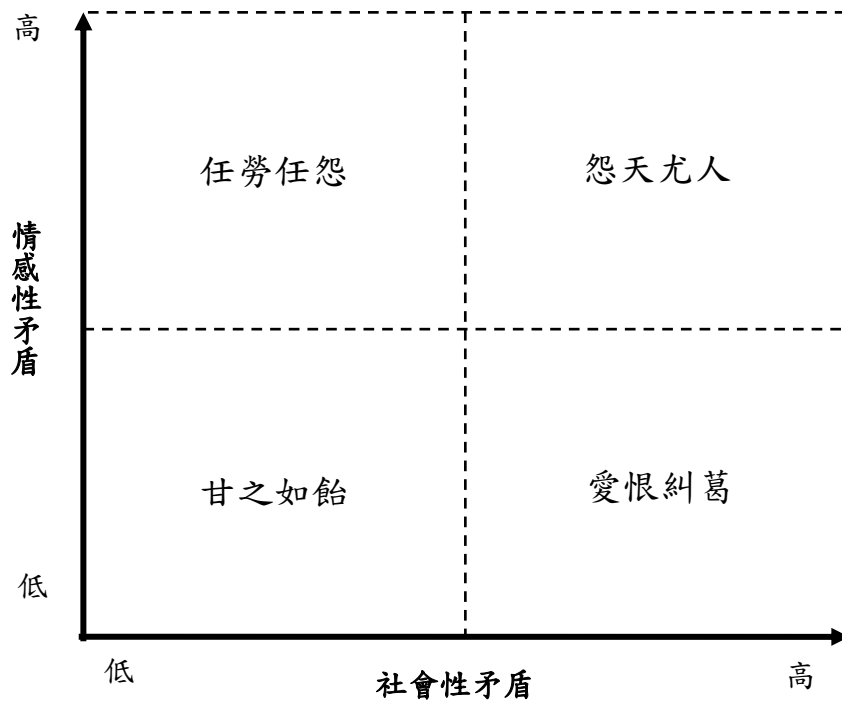 高
任勞任怨
怨天尤人
情感性矛盾
甘之如飴
愛恨糾葛
低
低
社會性矛盾
高